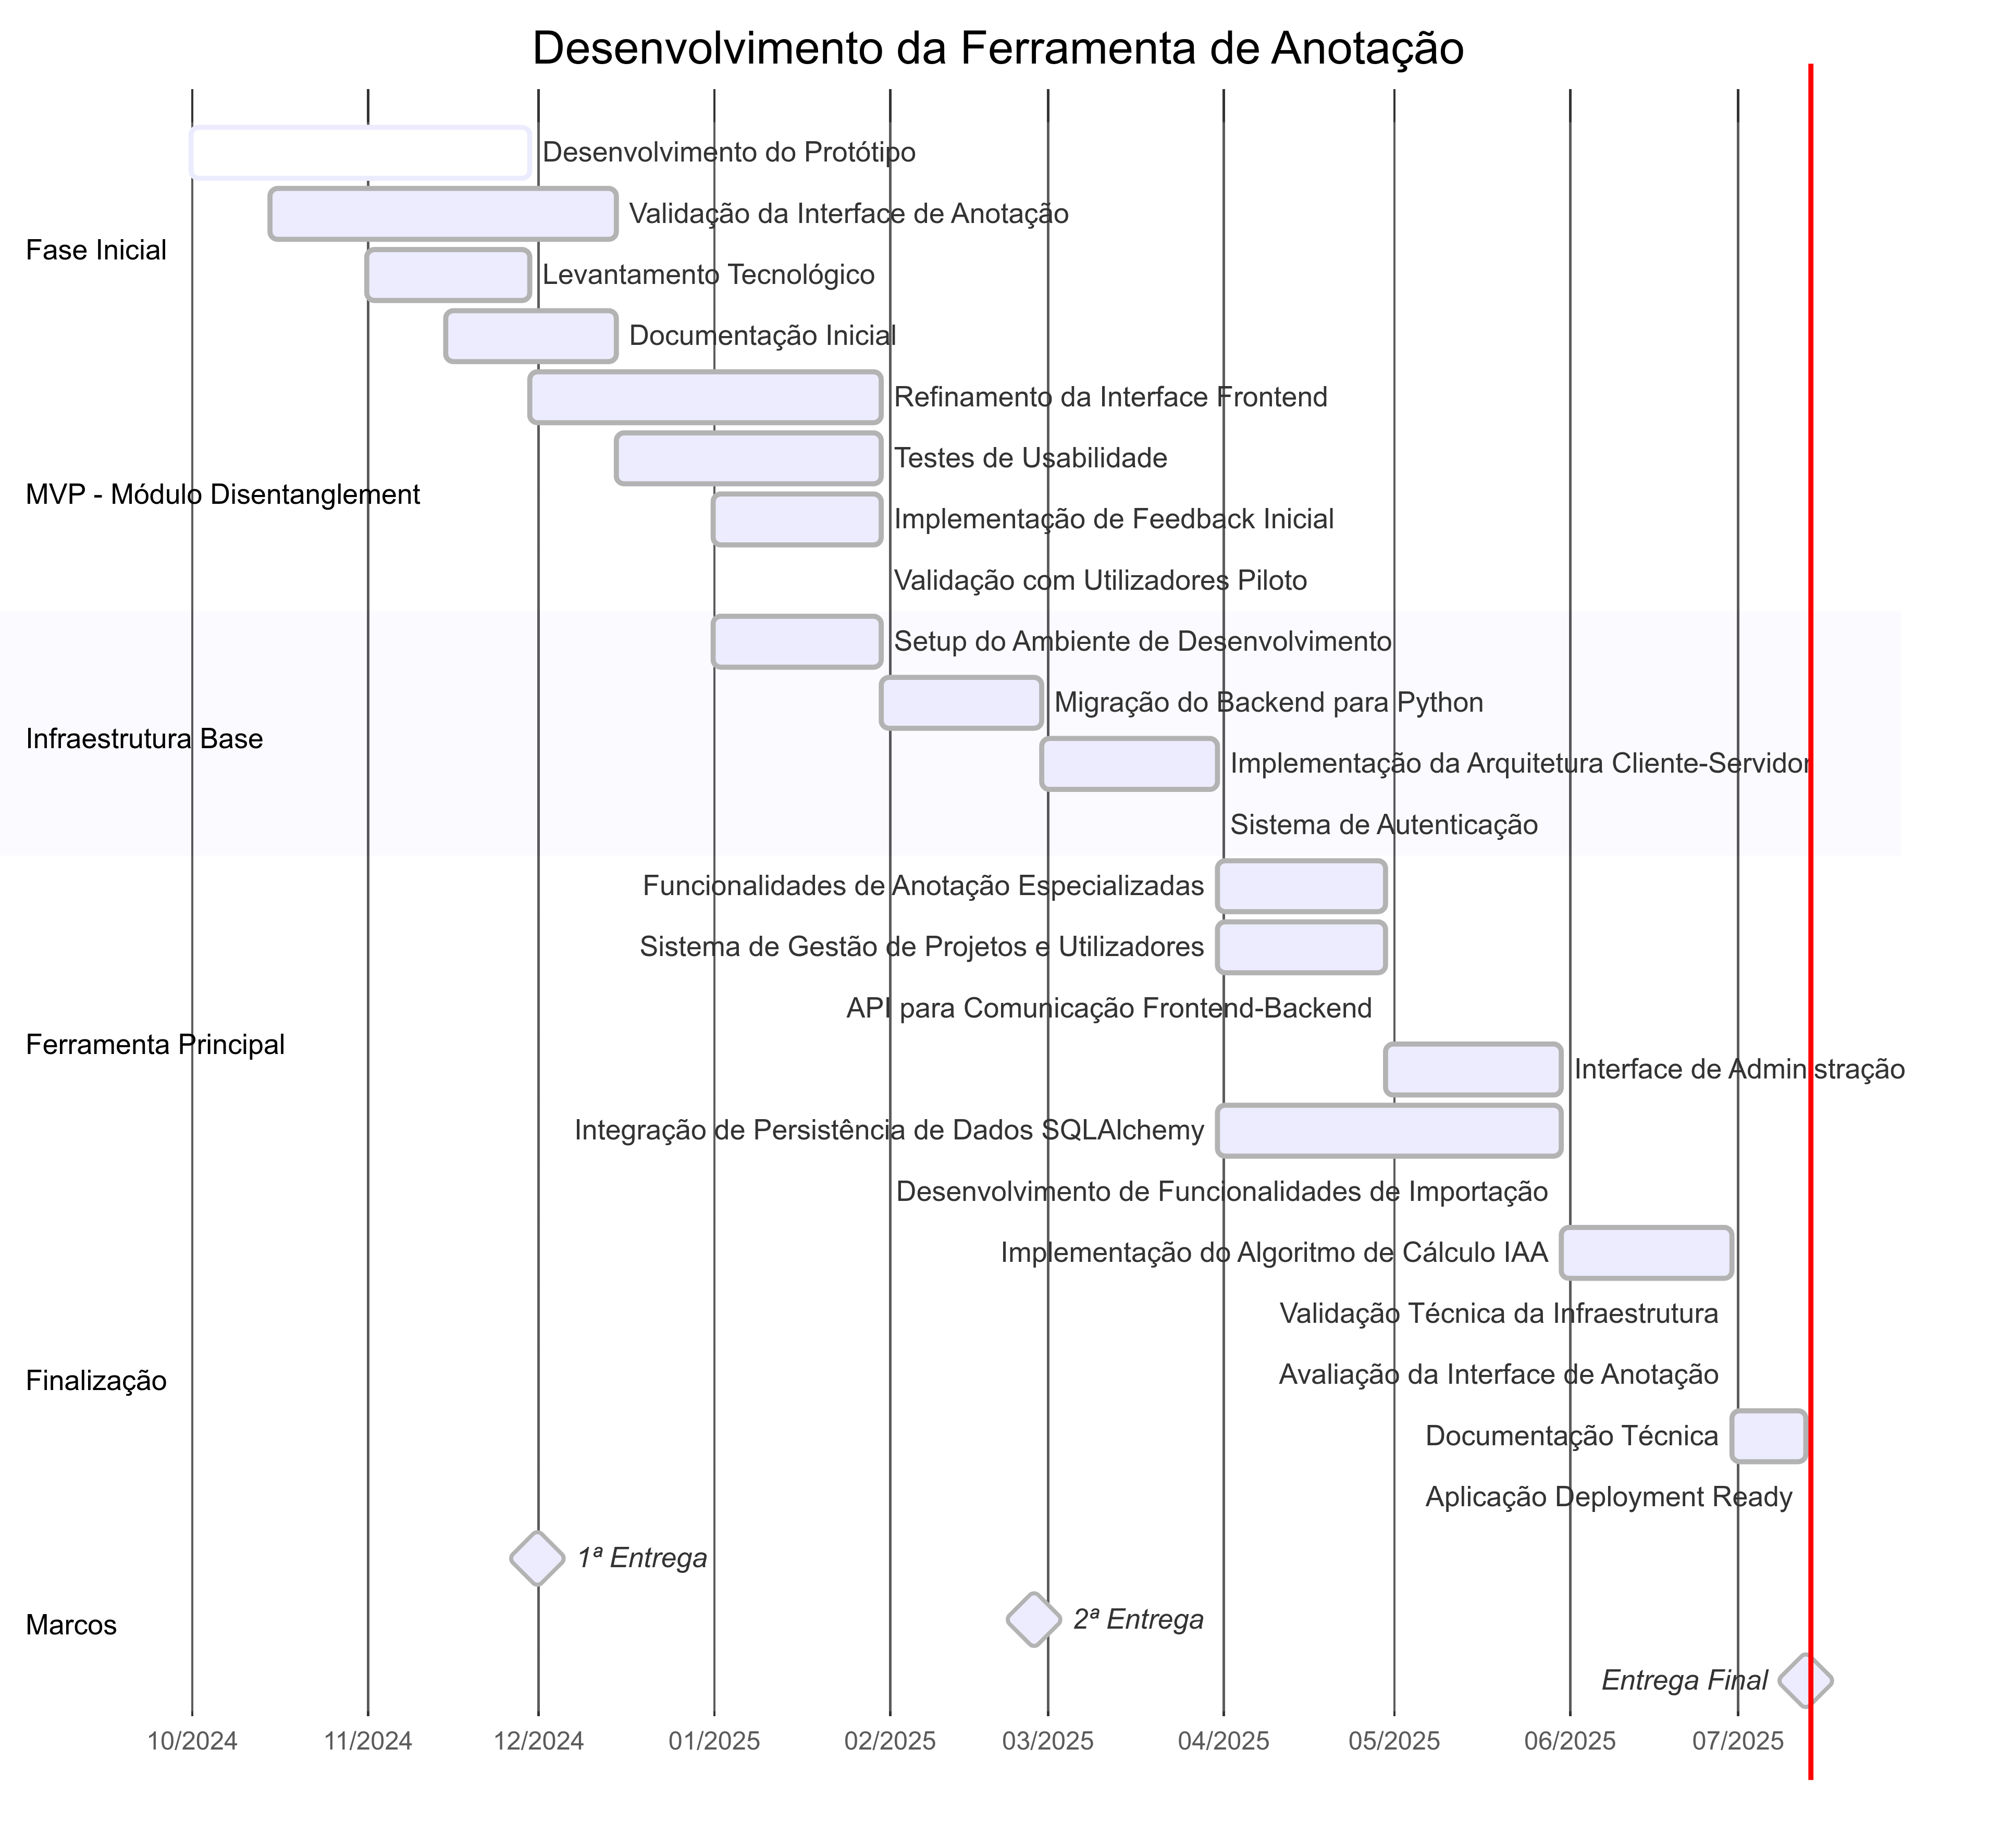 Desenvolvimento da Ferramenta de Anotação
Desenvolvimento do Protótipo
Validação da Interface de Anotação
Fase Inicial
Levantamento Tecnológico
Documentação Inicial
Refinamento da Interface Frontend
Testes de Usabilidade
MVP - Módulo Disentanglement
Implementação de Feedback Inicial
Validação com Utilizadores Piloto
Setup do Ambiente de Desenvolvimento
Migração do Backend para Python
Infraestrutura Base
Implementação da Arquitetura Cliente-Servidor
Sistema de Autenticação
Funcionalidades de Anotação Especializadas
Sistema de Gestão de Projetos e Utilizadores
API para Comunicação Frontend-Backend
Ferramenta Principal
Interface de Administração
Integração de Persistência de Dados SQLAlchemy
Desenvolvimento de Funcionalidades de Importação
Implementação do Algoritmo de Cálculo IAA
Validação Técnica da Infraestrutura
Avaliação da Interface de Anotação
Finalização
Documentação Técnica
Aplicação Deployment Ready
1ª Entrega
2ª Entrega
Marcos
Entrega Final
10/2024 11/2024 12/2024 01/2025 02/2025 03/2025 04/2025 05/2025 06/2025 07/2025